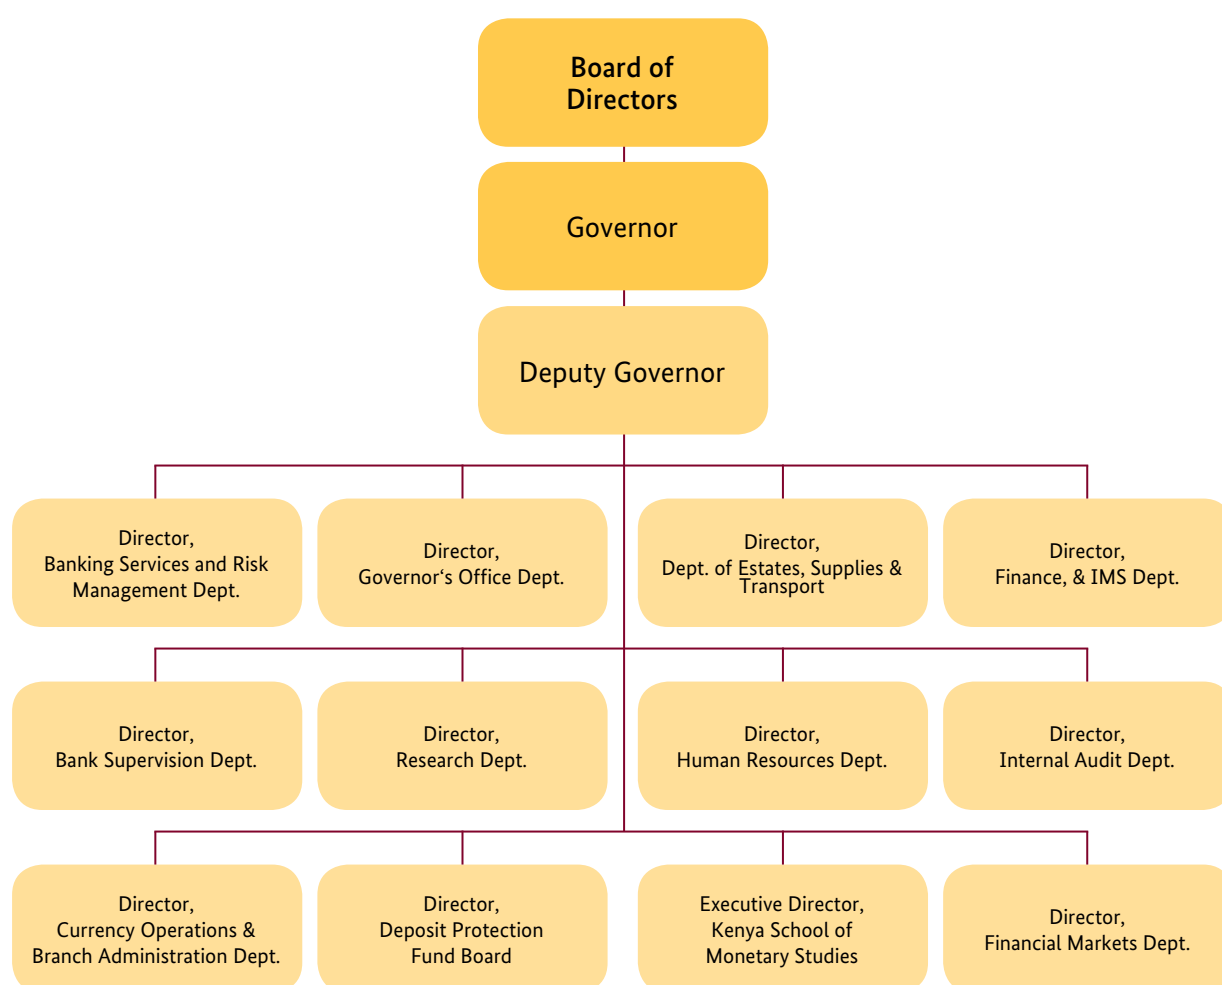 Board of
Directors
Governor
Deputy Governor
Director,
Banking Services and Risk
Management Dept.
Director,
Governor‘s Office Dept.
Director,
Dept. of Estates, Supplies &
Transport
Director,
Finance, & IMS Dept.
Director,
Bank Supervision Dept.
Director,
Research Dept.
Director,
Human Resources Dept.
Director,
Internal Audit Dept.
Director,
Currency Operations &
Branch Administration Dept.
Director,
Deposit Protection
Fund Board
Executive Director,
Kenya School of
Monetary Studies
Director,
Financial Markets Dept.